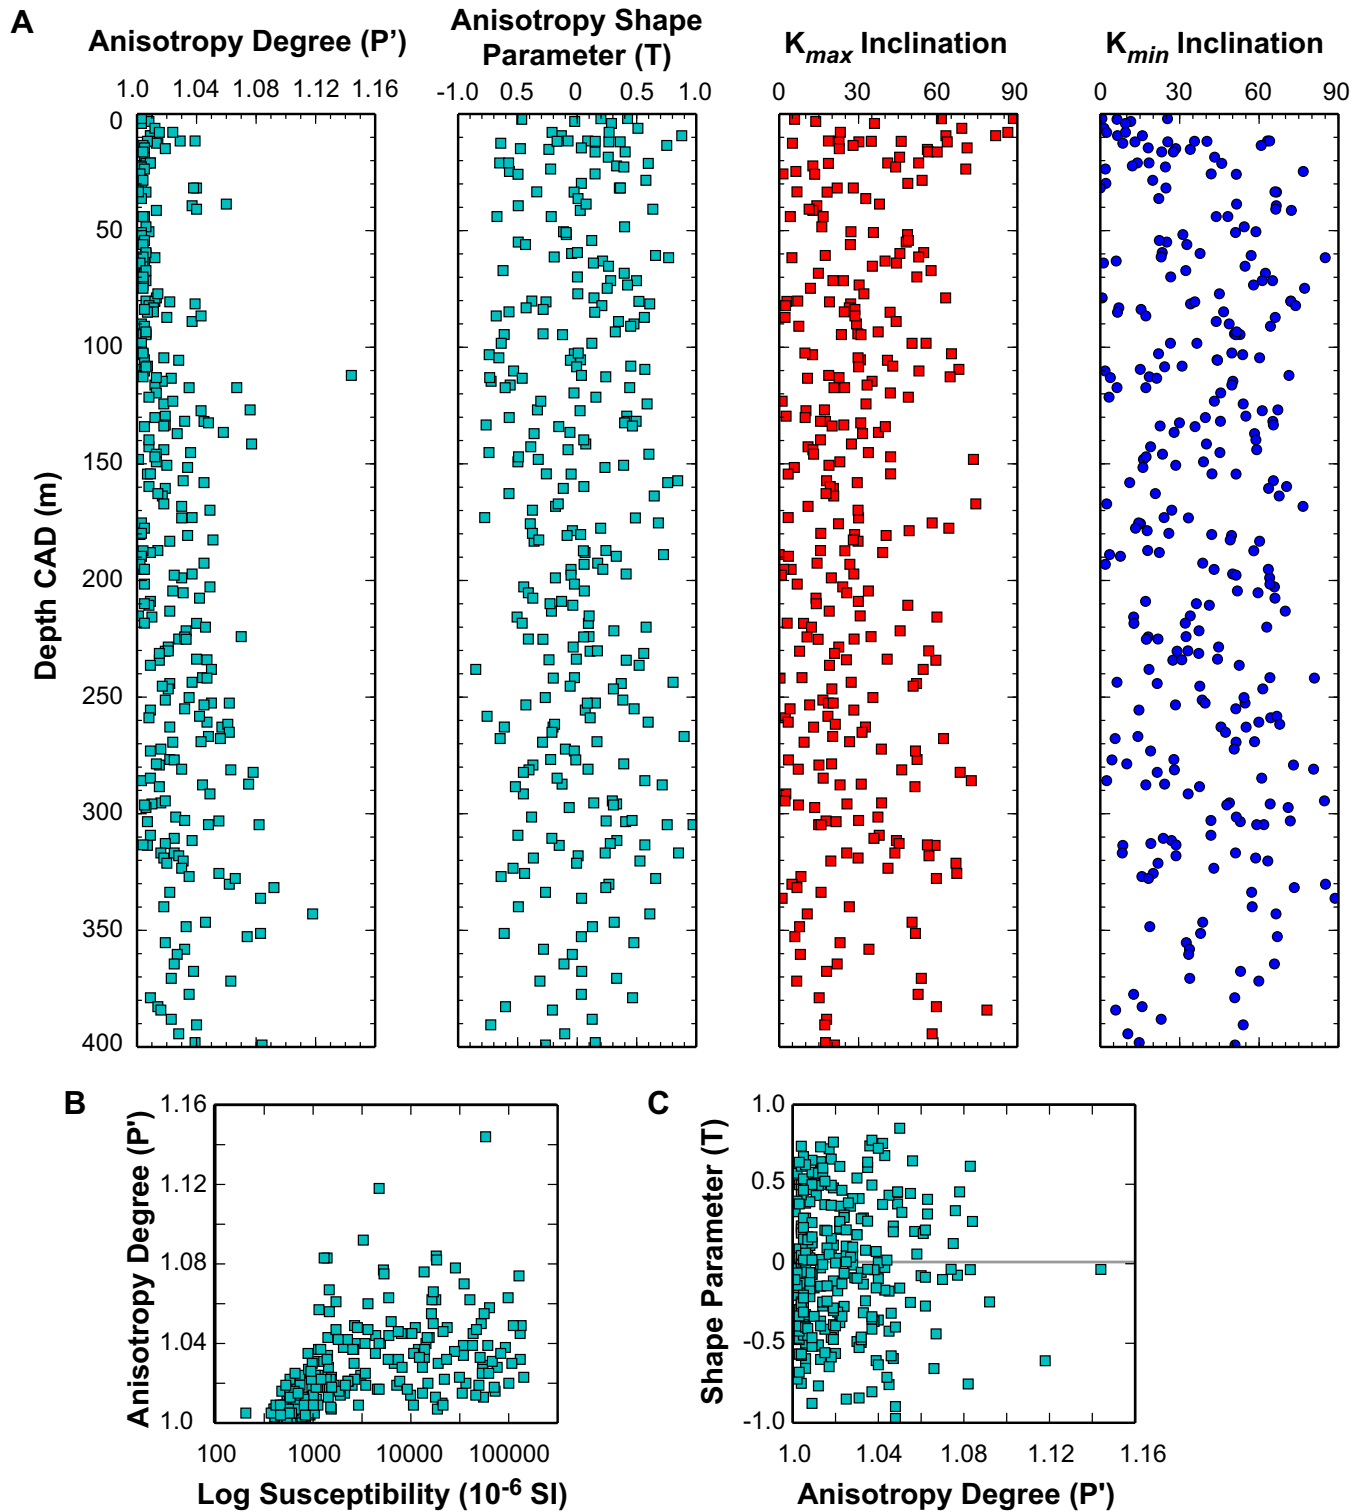 A
Anisotropy Degree (P’)
Anisotropy Shape
Parameter (T)
Kmax Inclination
Kmin Inclination
1.0 1.04 1.08 1.12 1.16
-1.0 0.5 0 0.5 1.0
0 30 60 90
0 30 60 90
Depth CAD (m)
0
50
100
150
200
250
300
350
400
B
Anisotropy Degree (P')
1.16
1.12
1.08
1.04
1.0
100 1000 10000 100000
Log Susceptibility (10-6 SI)
C
Shape Parameter (T)
1.0
0.5
0
-0.5
-1.0
1.0 1.04 1.08 1.12 1.16
Anisotropy Degree (P')